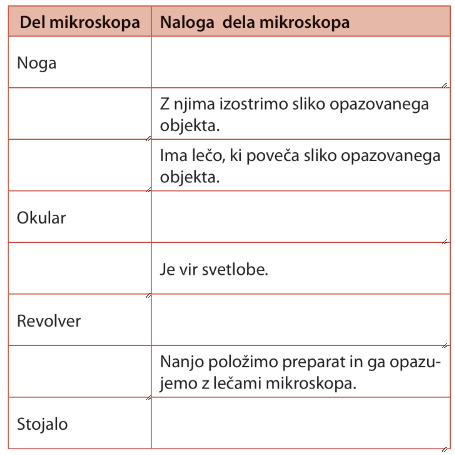 Del mikroskopa Naloga dela mikroskopa
Noga
Z njima izostrimo sliko opazovanega
objekta.
Ima lečo, ki poveča sliko opazovanega
objekta.
Okular
Je vir svetlobe.
Revolver
Nanjo položimo preparat in ga opazu-
jemo z lečami mikroskopa.
Stojalo